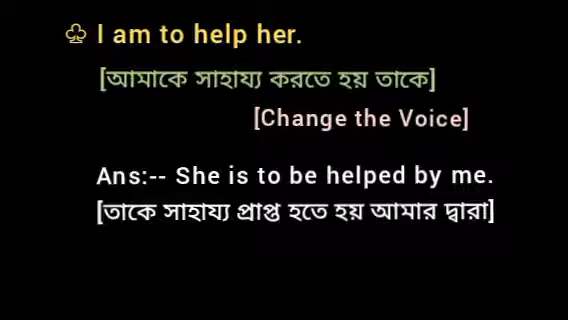 ♧ I am to help her.
[আমাকে সাহায্য করতে হয় তাকে]
[Change the Voice]
Ans:-- She is to be helped by me.
[তাকে সাহায্য প্রাপ্ত হতে হয় আমার দ্বারা]